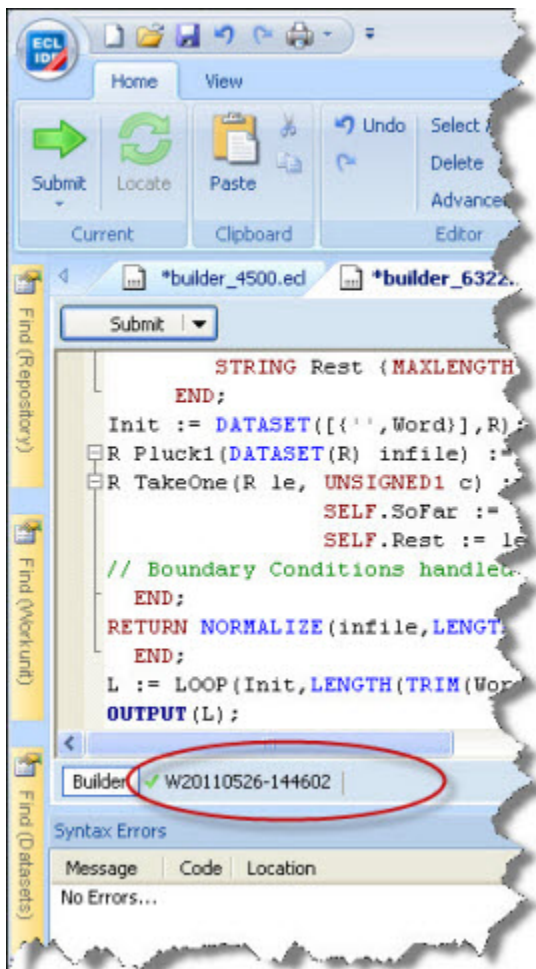 ECL
IDE
Home View
Submit Locate Paste Undo Select
Delete
Advanced
Current Clipboard Editor
*builder_4500.ecl *builder_6322.
Submit
Find (Repository)
STRING Rest {MAXLENGTH
END;
Init := DATASET([{'',Word}],R);
R Pluck1(DATASET(R) infile) :=
R TakeOne(R le, UNSIGNED1 c) :=
SELF.SoFar :=
SELF.Rest := le
// Boundary Conditions handled
END;
RETURN NORMALIZE(infile,LENGT
END;
L := LOOP(Init,LENGTH(TRIM(Wor
OUTPUT(L);
Find (Workunit)
Builder W20110526-144602
Find (Datasets)
Syntax Errors
Message Code Location
No Errors...